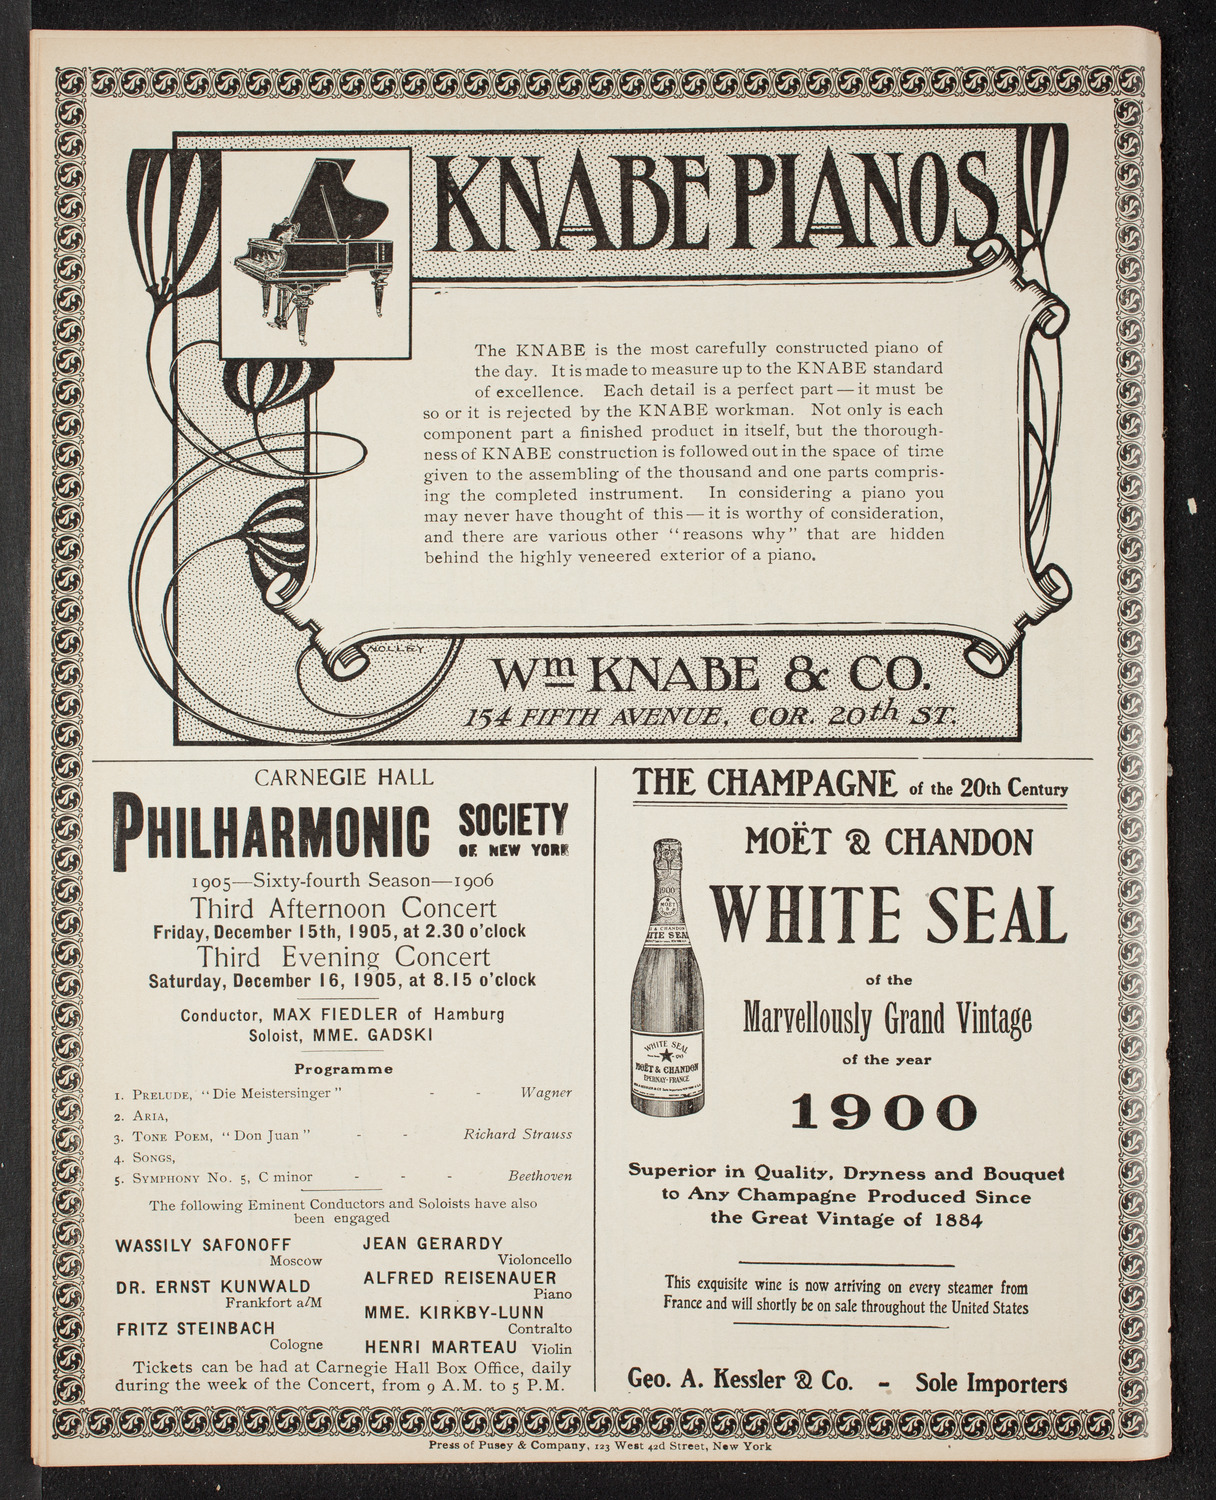 KNABE PIANOS
The KNABE is the most carefully constructed piano of
the day. It is made to measure up to the KNABE standard
of excellence. Each detail is a perfect part — it must be
so or it is rejected by the KNABE workman. Not only is each
component part a finished product in itself, but the thorough-
ness of KNABE construction is followed out in the space of time
given to the assembling of the thousand and one parts compris-
ing the completed instrument. In considering a piano you
may never have thought of this — it is worthy of consideration,
and there are various other "reasons why" that are hidden
behind the highly veneered exterior of a piano.
NOLLEY
Wm KNABE & CO.
154 FIFTH AVENUE, COR. 20th ST.
CARNEGIE HALL
PHILHARMONIC SOCIETY
OF NEW YORK
1905—Sixty-fourth Season—1906
Third Afternoon Concert
Friday, December 15th, 1905, at 2.30 o'clock
Third Evening Concert
Saturday, December 16, 1905, at 8.15 o'clock
Conductor, MAX FIEDLER of Hamburg
Soloist, MME. GADSKI
Programme
1. PRELUDE, "Die Meistersinger" - - Wagner
2. ARIA,
3. TONE POEM, "Don Juan" - - Richard Strauss
4. SONGS,
5. SYMPHONY No. 5, C minor - - - Beethoven
The following Eminent Conductors and Soloists have also
been engaged
WASSILY SAFONOFF
Moscow
DR. ERNST KUNWALD
Frankfort a/M
FRITZ STEINBACH
Cologne
JEAN GERARDY
Violoncello
ALFRED REISENAUER
Piano
MME. KIRKBY-LUNN
Contralto
HENRI MARTEAU Violin
Tickets can be had at Carnegie Hall Box Office, daily
during the week of the Concert, from 9 A.M. to 5 P.M.
THE CHAMPAGNE of the 20th Century
MOËT & CHANDON
WHITE SEAL
of the
Marvellously Grand Vintage
of the year
1900
1900
MOËT
WHITE SEAL
MOËT & CHANDON
EPERNAY-FRANCE
Superior in Quality, Dryness and Bouquet
to Any Champagne Produced Since
the Great Vintage of 1884
This exquisite wine is now arriving on every steamer from
France and will shortly be on sale throughout the United States
Geo. A. Kessler & Co. - Sole Importers
Press of Pusey & Company, 123 West 42d Street, New York